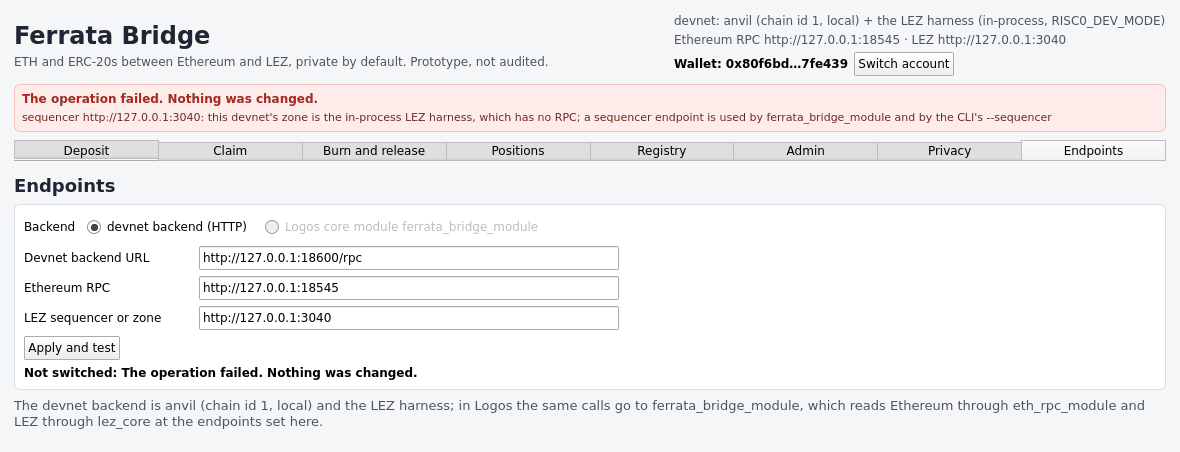 Ferrata Bridge
ETH and ERC-20s between Ethereum and LEZ, private by default. Prototype, not audited.
devnet: anvil (chain id 1, local) + the LEZ harness (in-process, RISC0_DEV_MODE)
Ethereum RPC http://127.0.0.1:18545 · LEZ http://127.0.0.1:3040
Wallet: 0x80f6bd...7fe439 Switch account
The operation failed. Nothing was changed.
sequencer http://127.0.0.1:3040: this devnet's zone is the in-process LEZ harness, which has no RPC; a sequencer endpoint is used by ferrata_bridge_module and by the CLI's --sequencer
Deposit Claim Burn and release Positions Registry Admin Privacy Endpoints
Endpoints
Backend devnet backend (HTTP) Logos core module ferrata_bridge_module
Devnet backend URL http://127.0.0.1:18600/rpc
Ethereum RPC http://127.0.0.1:18545
LEZ sequencer or zone http://127.0.0.1:3040
Apply and test
Not switched: The operation failed. Nothing was changed.
The devnet backend is anvil (chain id 1, local) and the LEZ harness; in Logos the same calls go to ferrata_bridge_module, which reads Ethereum through eth_rpc_module and
LEZ through lez_core at the endpoints set here.